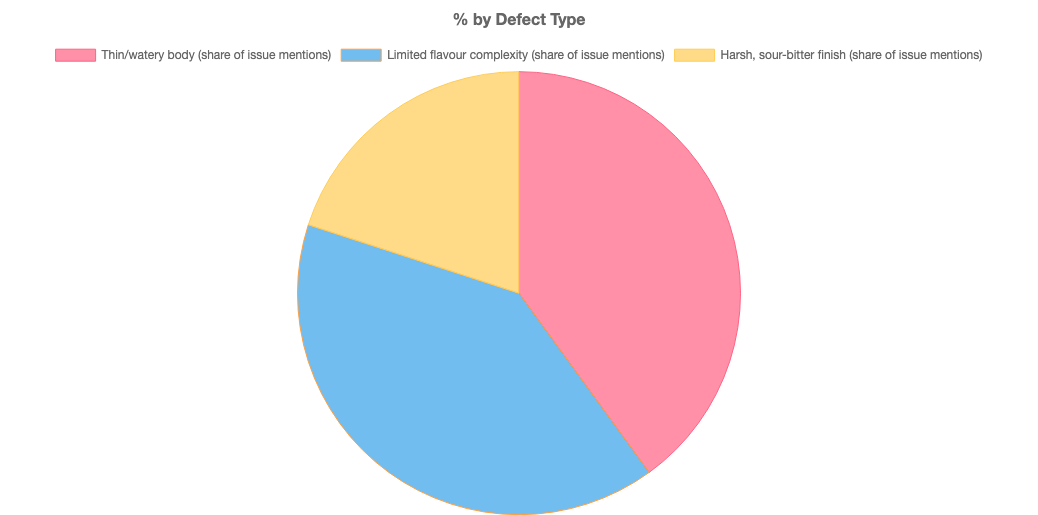 % by Defect Type
Thin/watery body (share of issue mentions) Limited flavour complexity (share of issue mentions) Harsh, sour-bitter finish (share of issue mentions)